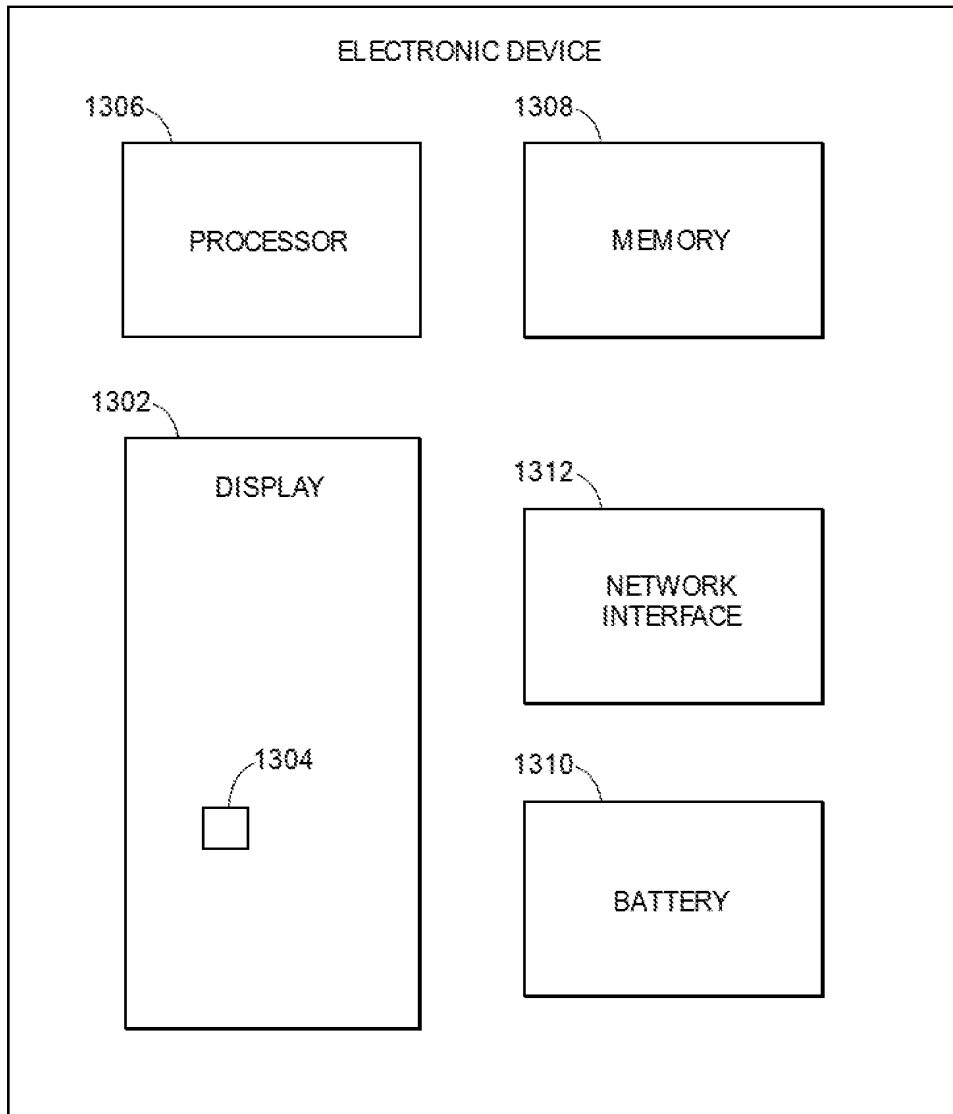 ELECTRONIC DEVICE
1306
1308
PROCESSOR
MEMORY
1302
DISPLAY
1312
NETWORK
INTERFACE
1304
1310
BATTERY